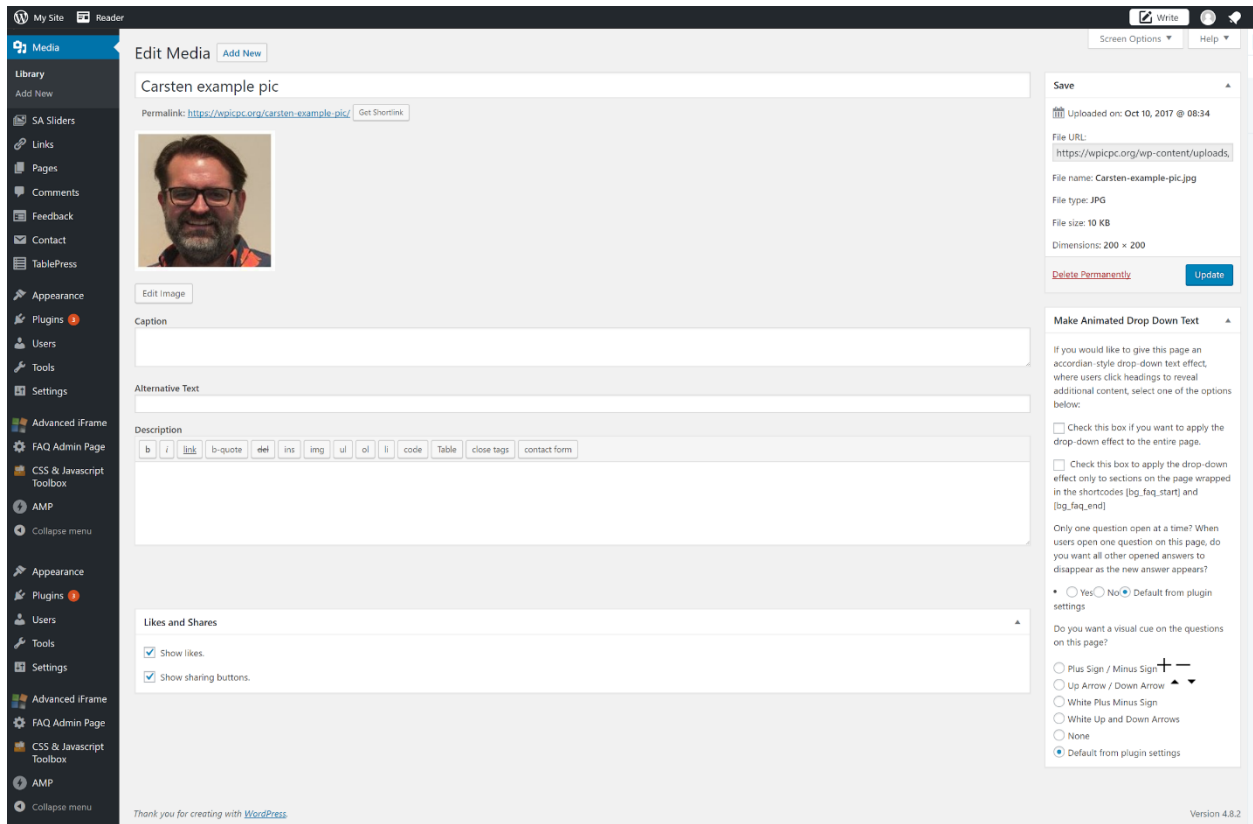 My Site Reader Write
Media
Library
Add New
SA Sliders
Links
Pages
Comments
Feedback
Contact
TablePress
Appearance
Plugins 3
Users
Tools
Settings
Advanced iFrame
FAQ Admin Page
CSS & Javascript
Toolbox
AMP
Collapse menu
Appearance
Plugins 3
Users
Tools
Settings
Advanced iFrame
FAQ Admin Page
CSS & Javascript
Toolbox
AMP
Collapse menu
Screen Options ▼ Help ▼
Edit Media Add New
Carsten example pic
Permalink: https://wpicpc.org/carsten-example-pic/ Get Shortlink
Edit Image
Caption
Alternative Text
Description
b i link b-quote del ins img ul ol li code Table close tags contact form
Likes and Shares
Show likes.
Show sharing buttons.
Thank you for creating with WordPress.
Save
Uploaded on: Oct 10, 2017 @ 08:34
File URL:
https://wpicpc.org/wp-content/uploads,
File name: Carsten-example-pic.jpg
File type: JPG
File size: 10 KB
Dimensions: 200 × 200
Delete Permanently Update
Make Animated Drop Down Text
If you would like to give this page an
accordian-style drop-down text effect,
where users click headings to reveal
additional content, select one of the options
below:
Check this box if you want to apply the
drop-down effect to the entire page.
Check this box to apply the drop-down
effect only to sections on the page wrapped
in the shortcodes [bg_faq_start] and
[bg_faq_end]
Only one question open at a time? When
users open one question on this page, do
you want all other opened answers to
disappear as the new answer appears?
• Yes No Default from plugin
settings
Do you want a visual cue on the questions
on this page?
Plus Sign / Minus Sign + −
Up Arrow / Down Arrow ▲ ▼
White Plus Minus Sign
White Up and Down Arrows
None
Default from plugin settings
Version 4.8.2